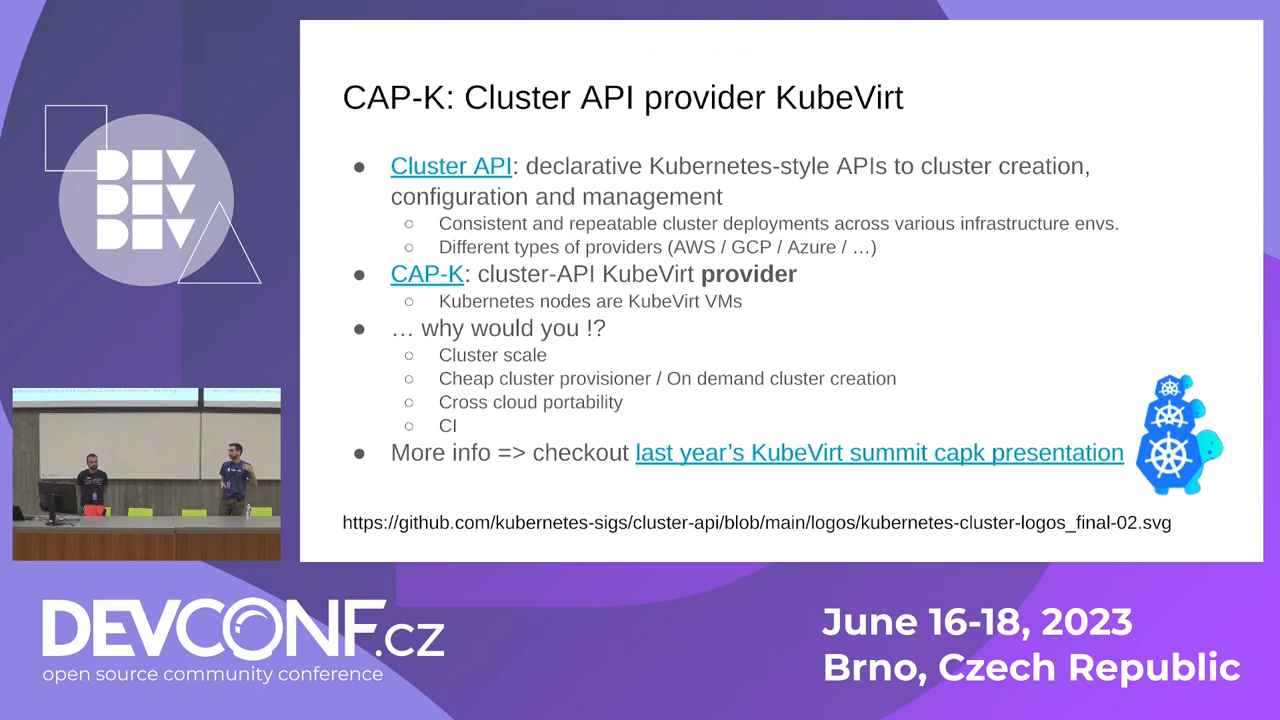 CAP-K: Cluster API provider KubeVirt
● Cluster API: declarative Kubernetes-style APIs to cluster creation,
configuration and management
○ Consistent and repeatable cluster deployments across various infrastructure envs.
○ Different types of providers (AWS / GCP / Azure / …)
● CAP-K: cluster-API KubeVirt provider
○ Kubernetes nodes are KubeVirt VMs
● … why would you !?
○ Cluster scale
○ Cheap cluster provisioner / On demand cluster creation
○ Cross cloud portability
○ CI
● More info => checkout last year’s KubeVirt summit capk presentation
https://github.com/kubernetes-sigs/cluster-api/blob/main/logos/kubernetes-cluster-logos_final-02.svg
DEV
DEV
DEV
DEVCONF.cz
open source community conference
June 16-18, 2023
Brno, Czech Republic